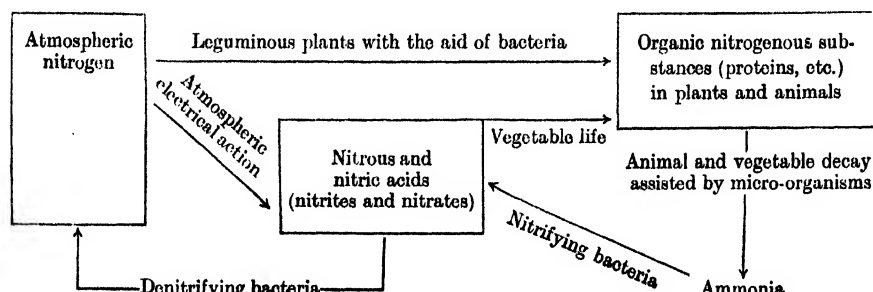 Atmospheric
nitrogen
Leguminous plants with the aid of bacteria
Organic nitrogenous sub-
stances (proteins, etc.)
in plants and animals
Atmospheric
electrical action
Nitrous and
nitric acids
(nitrites and nitrates)
Vegetable life
Animal and vegetable decay
assisted by micro-organisms
Nitrifying bacteria
Denitrifying bacteria
Ammonia